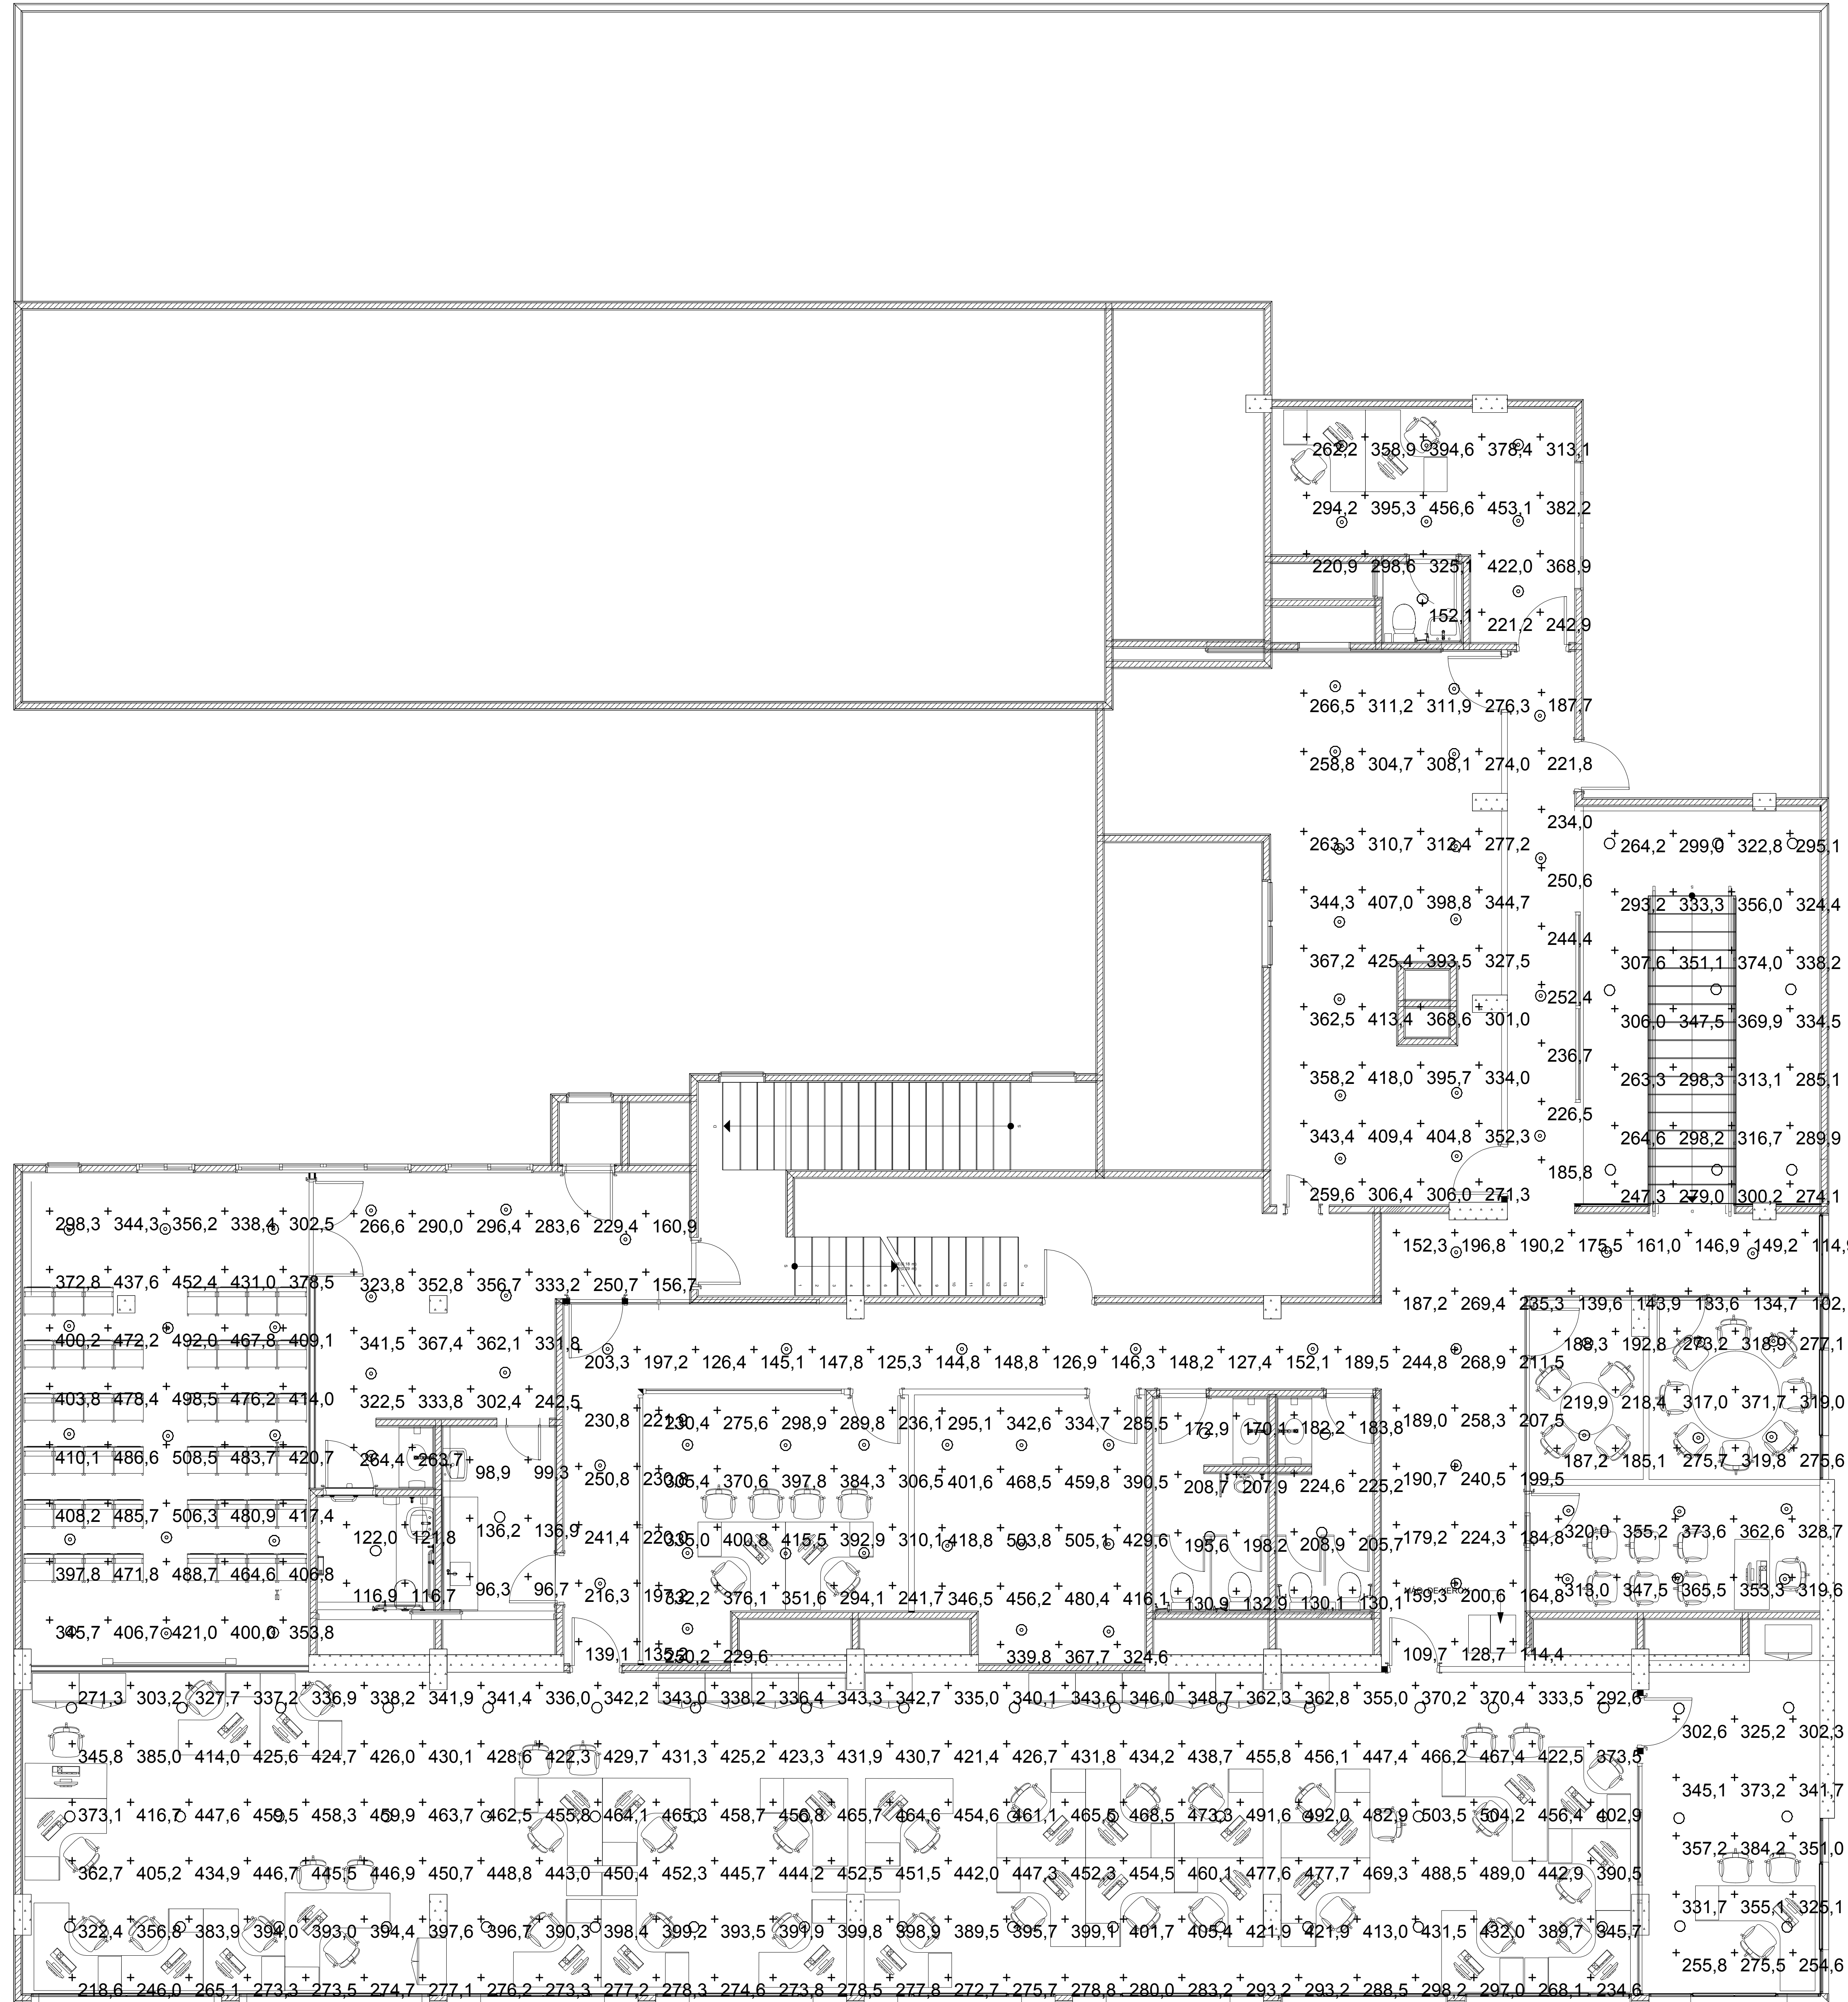 262,2 358,9 394,6 378,4 313,1
294,2 395,3 456,6 453,1 382,2
220,9 298,6 325,1 422,0 368,9
152,1 221,2 242,9
266,5 311,2 311,9 276,3 187,7
258,8 304,7 308,1 274,0 221,8
234,0
263,3 310,7 312,4 277,2 264,2 299,0 322,8 295,1
250,6
344,3 407,0 398,8 344,7 293,2 333,3 356,0 324,4
244,4
367,2 425,4 393,5 327,5 307,6 351,1 374,0 338,2
252,4
362,5 413,4 368,6 301,0 306,0 347,5 369,9 334,5
236,7
358,2 418,0 395,7 334,0 263,3 298,3 313,1 285,1
226,5
343,4 409,4 404,8 352,3 264,6 298,2 316,7 289,9
185,8
259,6 306,4 306,0 271,3 247,3 279,0 300,2 274,1
298,3 344,3 356,2 338,4 302,5 266,6 290,0 296,4 283,6 229,4 160,9
152,3 196,8 190,2 175,5 161,0 146,9 149,2 114,9
372,8 437,6 452,4 431,0 378,5 323,8 352,8 356,7 333,2 250,7 156,7
187,2 269,4 235,3 139,6 143,9 133,6 134,7 102,
400,2 472,2 492,0 467,8 409,1 341,5 367,4 362,1 331,8
188,3 192,8 273,2 318,9 277,1
203,3 197,2 126,4 145,1 147,8 125,3 144,8 148,8 126,9 146,3 148,2 127,4 152,1 189,5 244,8 268,9 211,5
403,8 478,4 498,5 476,2 414,0 322,5 333,8 302,4 242,5
219,9 218,4 317,0 371,7 319,0
230,8 221,9 230,4 275,6 298,9 289,8 236,1 295,1 342,6 334,7 285,5 172,9 170,1 182,2 183,8 189,0 258,3 207,5
410,1 486,6 508,5 483,7 420,7 264,4 263,7 98,9 99,3
187,2 185,1 275,7 319,8 275,6
250,8 230,8 305,4 370,6 397,8 384,3 306,5 401,6 468,5 459,8 390,5 208,7 207,9 224,6 225,2 190,7 240,5 199,5
408,2 485,7 506,3 480,9 417,4 122,0 121,8 136,2 136,9
320,0 355,2 373,6 362,6 328,7
241,4 220,0 335,0 400,8 415,5 392,9 310,1 418,8 503,8 505,1 429,6 195,6 198,2 208,9 205,7 179,2 224,3 184,8
397,8 471,8 488,7 464,6 406,8 116,9 116,7 96,3 96,7
313,0 347,5 365,5 353,3 319,6
216,3 197,2 332,2 376,1 351,6 294,1 241,7 346,5 456,2 480,4 416,1 130,9 132,9 130,1 130,1 159,3 200,6 164,8
345,7 406,7 421,0 400,0 353,8
139,1 135,2 250,2 229,6 339,8 367,7 324,6 109,7 128,7 114,4
271,3 303,2 327,7 337,2 336,9 338,2 341,9 341,4 336,0 342,2 343,0 338,2 336,4 343,3 342,7 335,0 340,1 343,6 346,0 348,7 362,3 362,8 355,0 370,2 370,4 333,5 292,6
302,6 325,2 302,3
345,8 385,0 414,0 425,6 424,7 426,0 430,1 428,6 422,3 429,7 431,3 425,2 423,3 431,9 430,7 421,4 426,7 431,8 434,2 438,7 455,8 456,1 447,4 466,2 467,4 422,5 373,5
345,1 373,2 341,7
373,1 416,7 447,6 459,5 458,3 459,9 463,7 462,5 455,8 464,1 465,3 458,7 456,8 465,7 464,6 454,6 461,1 465,5 468,5 473,3 491,6 492,0 482,9 503,5 504,2 456,4 402,9
357,2 384,2 351,0
362,7 405,2 434,9 446,7 445,5 446,9 450,7 448,8 443,0 450,4 452,3 445,7 444,2 452,5 451,5 442,0 447,3 452,3 454,5 460,1 477,6 477,7 469,3 488,5 489,0 442,9 390,5
331,7 355,1 325,1
322,4 356,8 383,9 394,0 393,0 394,4 397,6 396,7 390,3 398,4 399,2 393,5 391,9 399,8 398,9 389,5 395,7 399,1 401,7 405,4 421,9 421,9 413,0 431,5 432,0 389,7 345,7
255,8 275,5 254,6
218,6 246,0 265,1 273,3 273,5 274,7 277,1 276,2 273,3 277,2 278,3 274,6 273,8 278,5 277,8 272,7 275,7 278,8 280,0 283,2 293,2 293,2 288,5 298,2 297,0 268,1 234,6